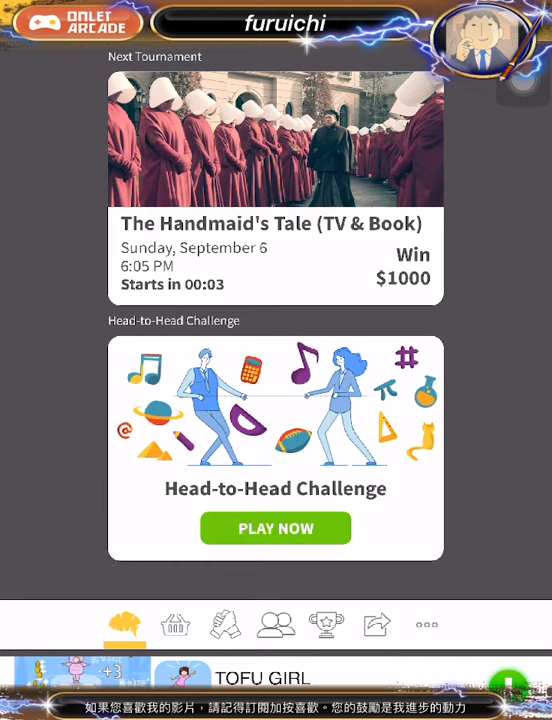 OMLET
ARCADE
furuichi
Next Tournament
The Handmaid's Tale (TV & Book)
Sunday, September 6
6:05 PM
Starts in 00:03
Win
$1000
Head-to-Head Challenge
Head-to-Head Challenge
PLAY NOW
+3
TOFU GIRL
如果您喜歡我的影片，請記得訂閱加按喜歡。您的鼓勵是我進步的動力